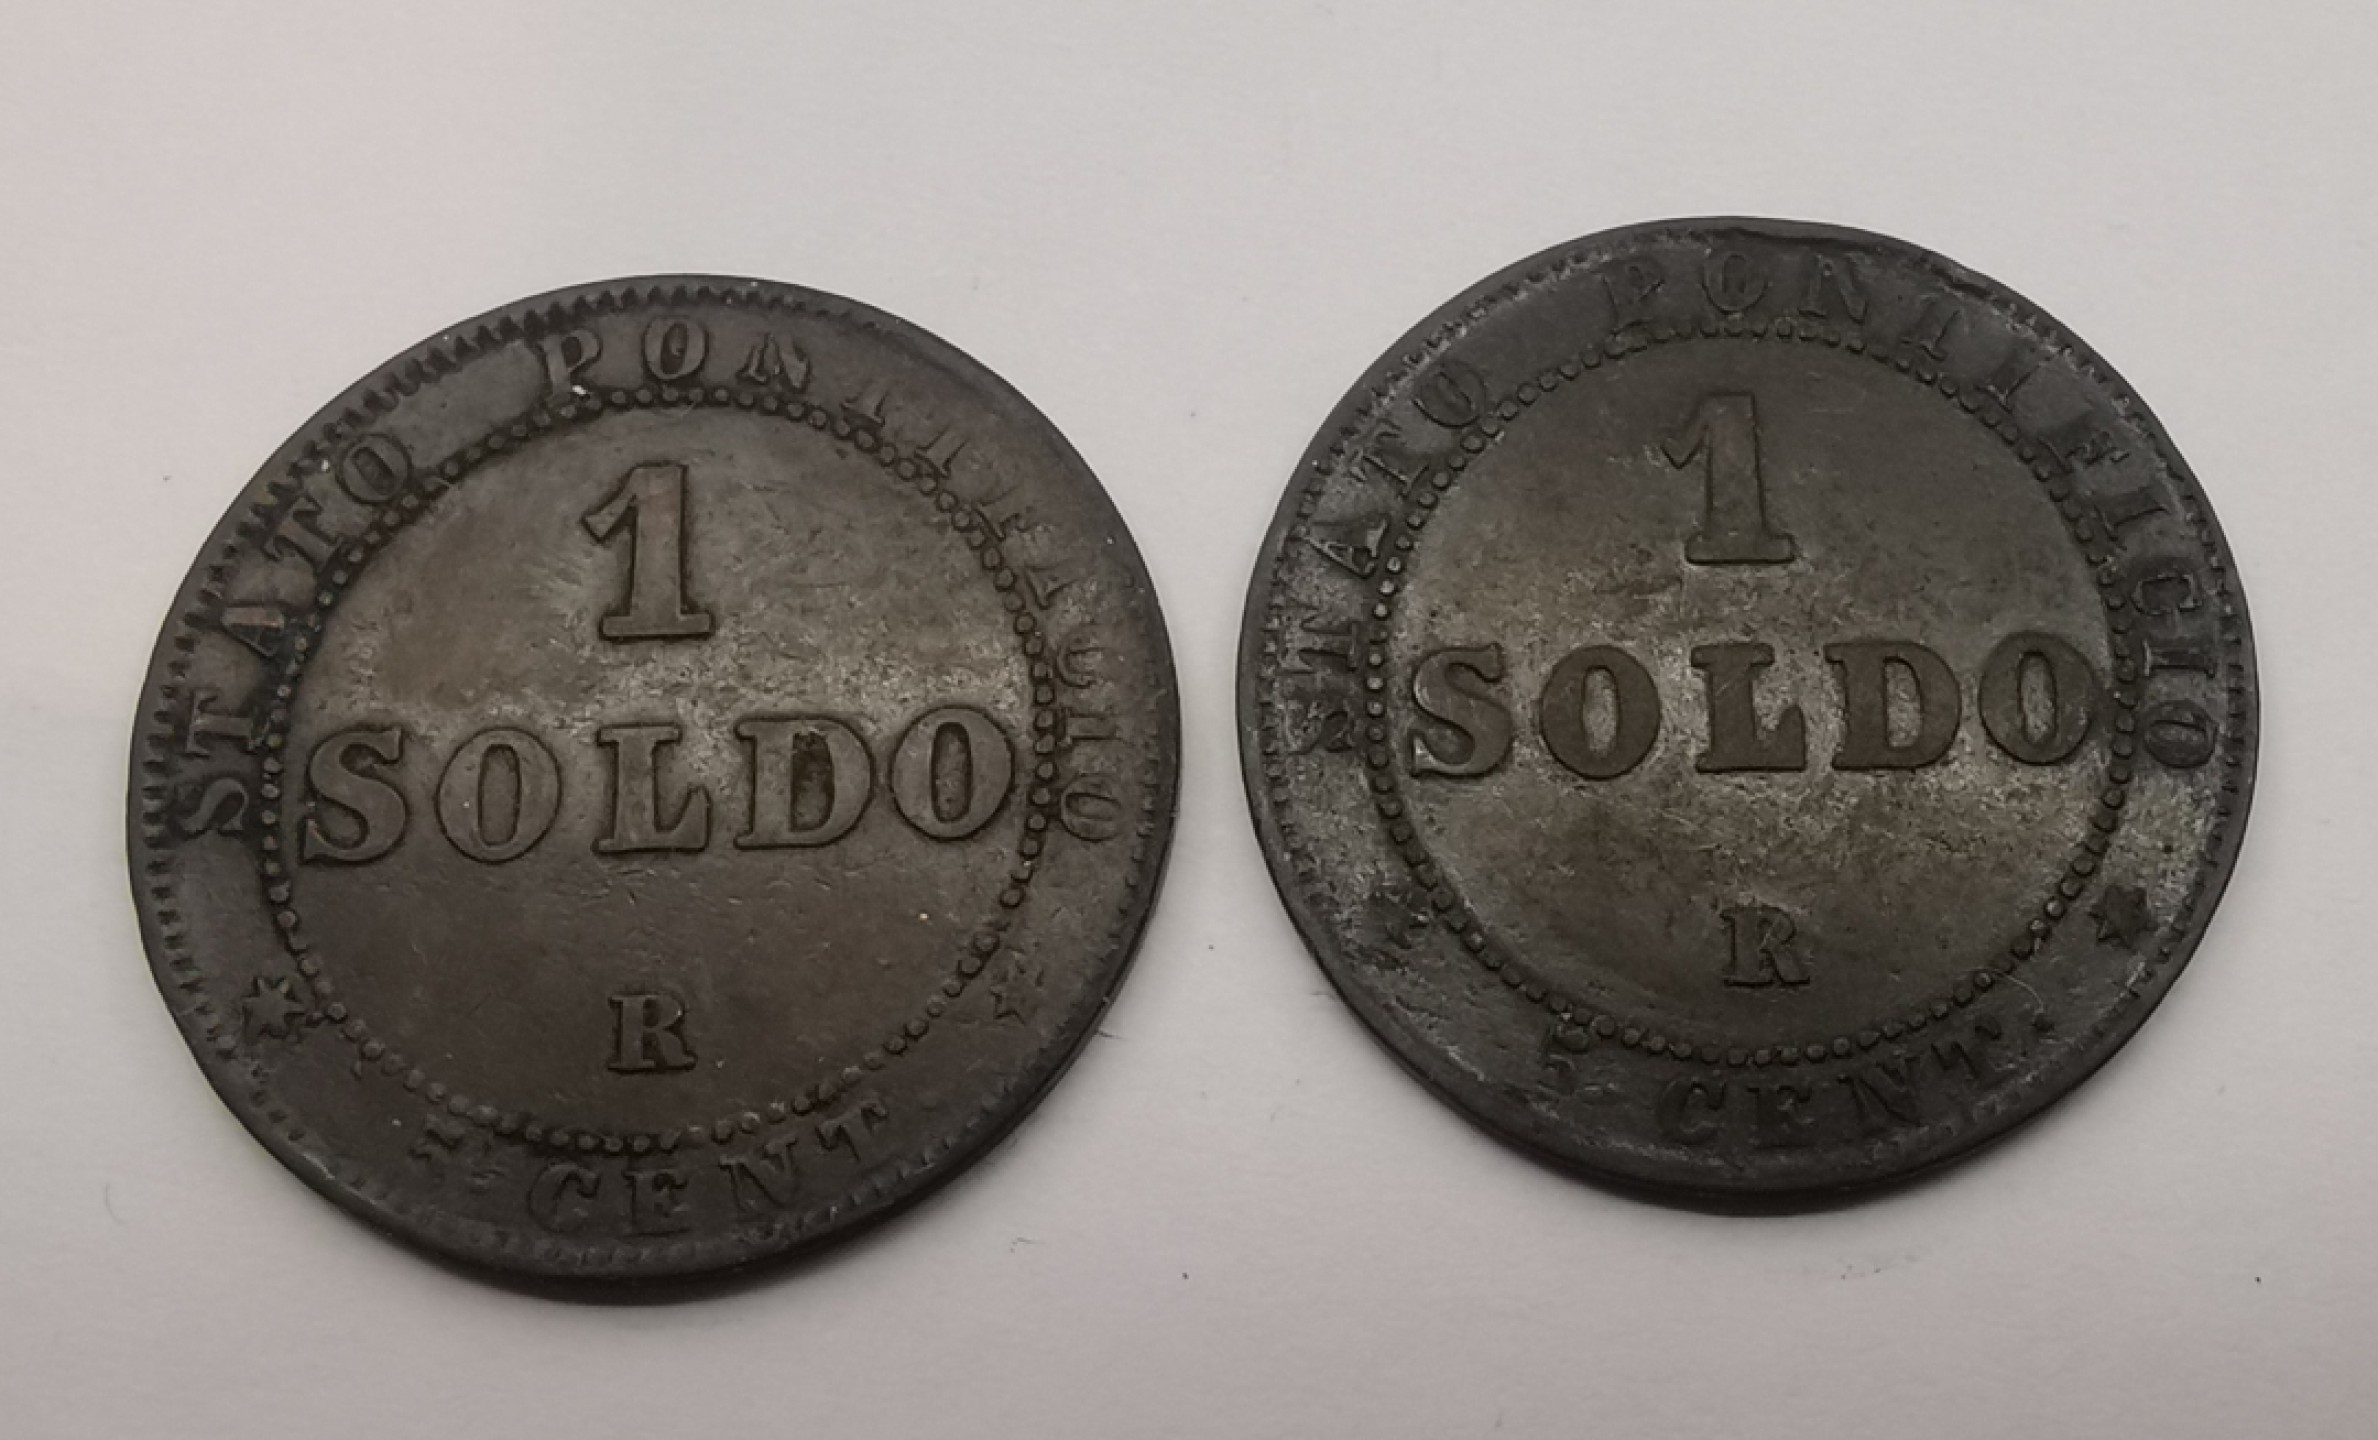 STATO PONTIFICIO
1
SOLDO
R
5 CENT
STATO PONTIFICIO
1
SOLDO
R
5 CENT.